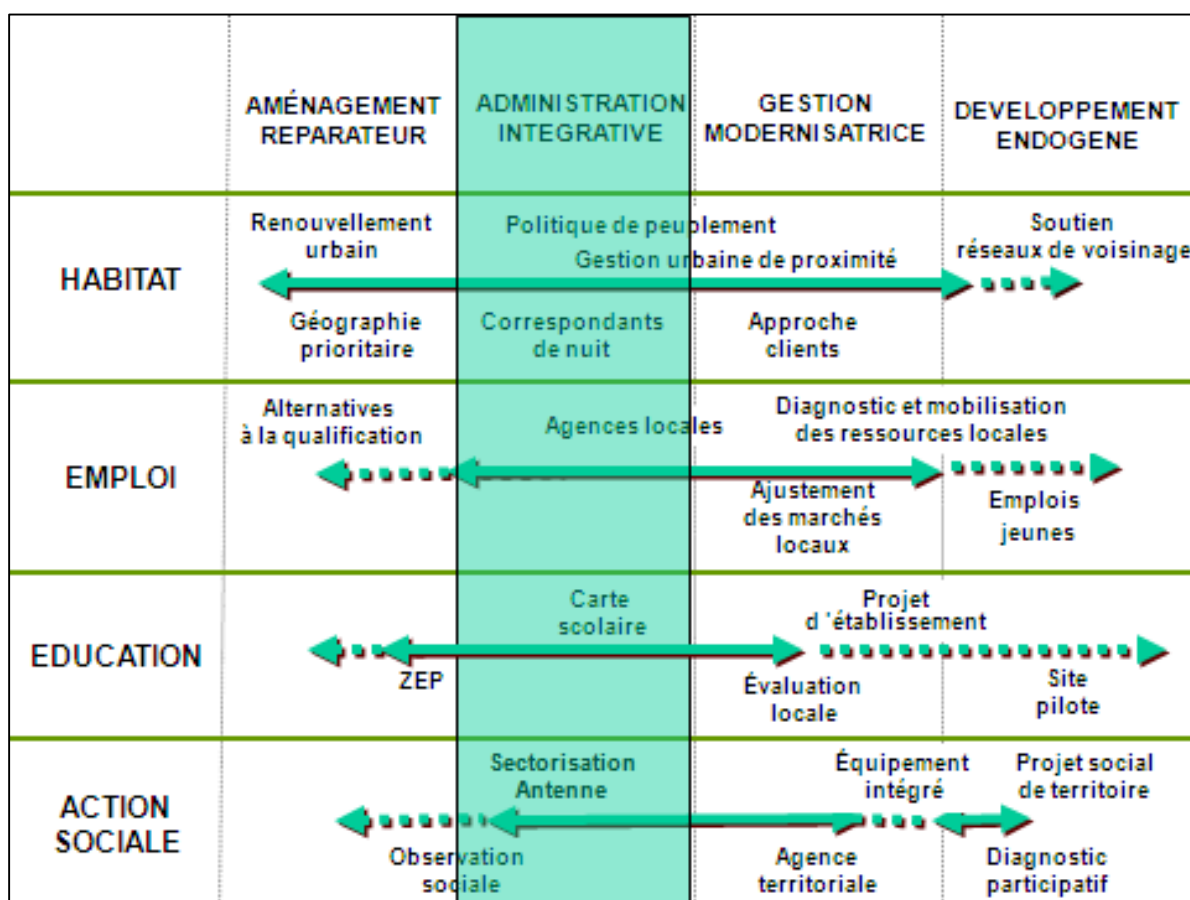 AMÉNAGEMENT
REPARATEUR
ADMINISTRATION
INTEGRATIVE
GESTION
MODERNISATRICE
DEVELOPPEMENT
ENDOGENE
HABITAT
Renouvellement
urbain
Politique de peuplement
Gestion urbaine de proximité
Soutien
réseaux de voisinage
Géographie
prioritaire
Correspondants
de nuit
Approche
clients
EMPLOI
Alternatives
à la qualification
Agences locales
Diagnostic et mobilisation
des ressources locales
Ajustement
des marchés
locaux
Emplois
jeunes
EDUCATION
Carte
scolaire
Projet
d 'établissement
ZEP
Évaluation
locale
Site
pilote
ACTION
SOCIALE
Sectorisation
Antenne
Équipement
intégré
Projet social
de territoire
Observation
sociale
Agence
territoriale
Diagnostic
participatif